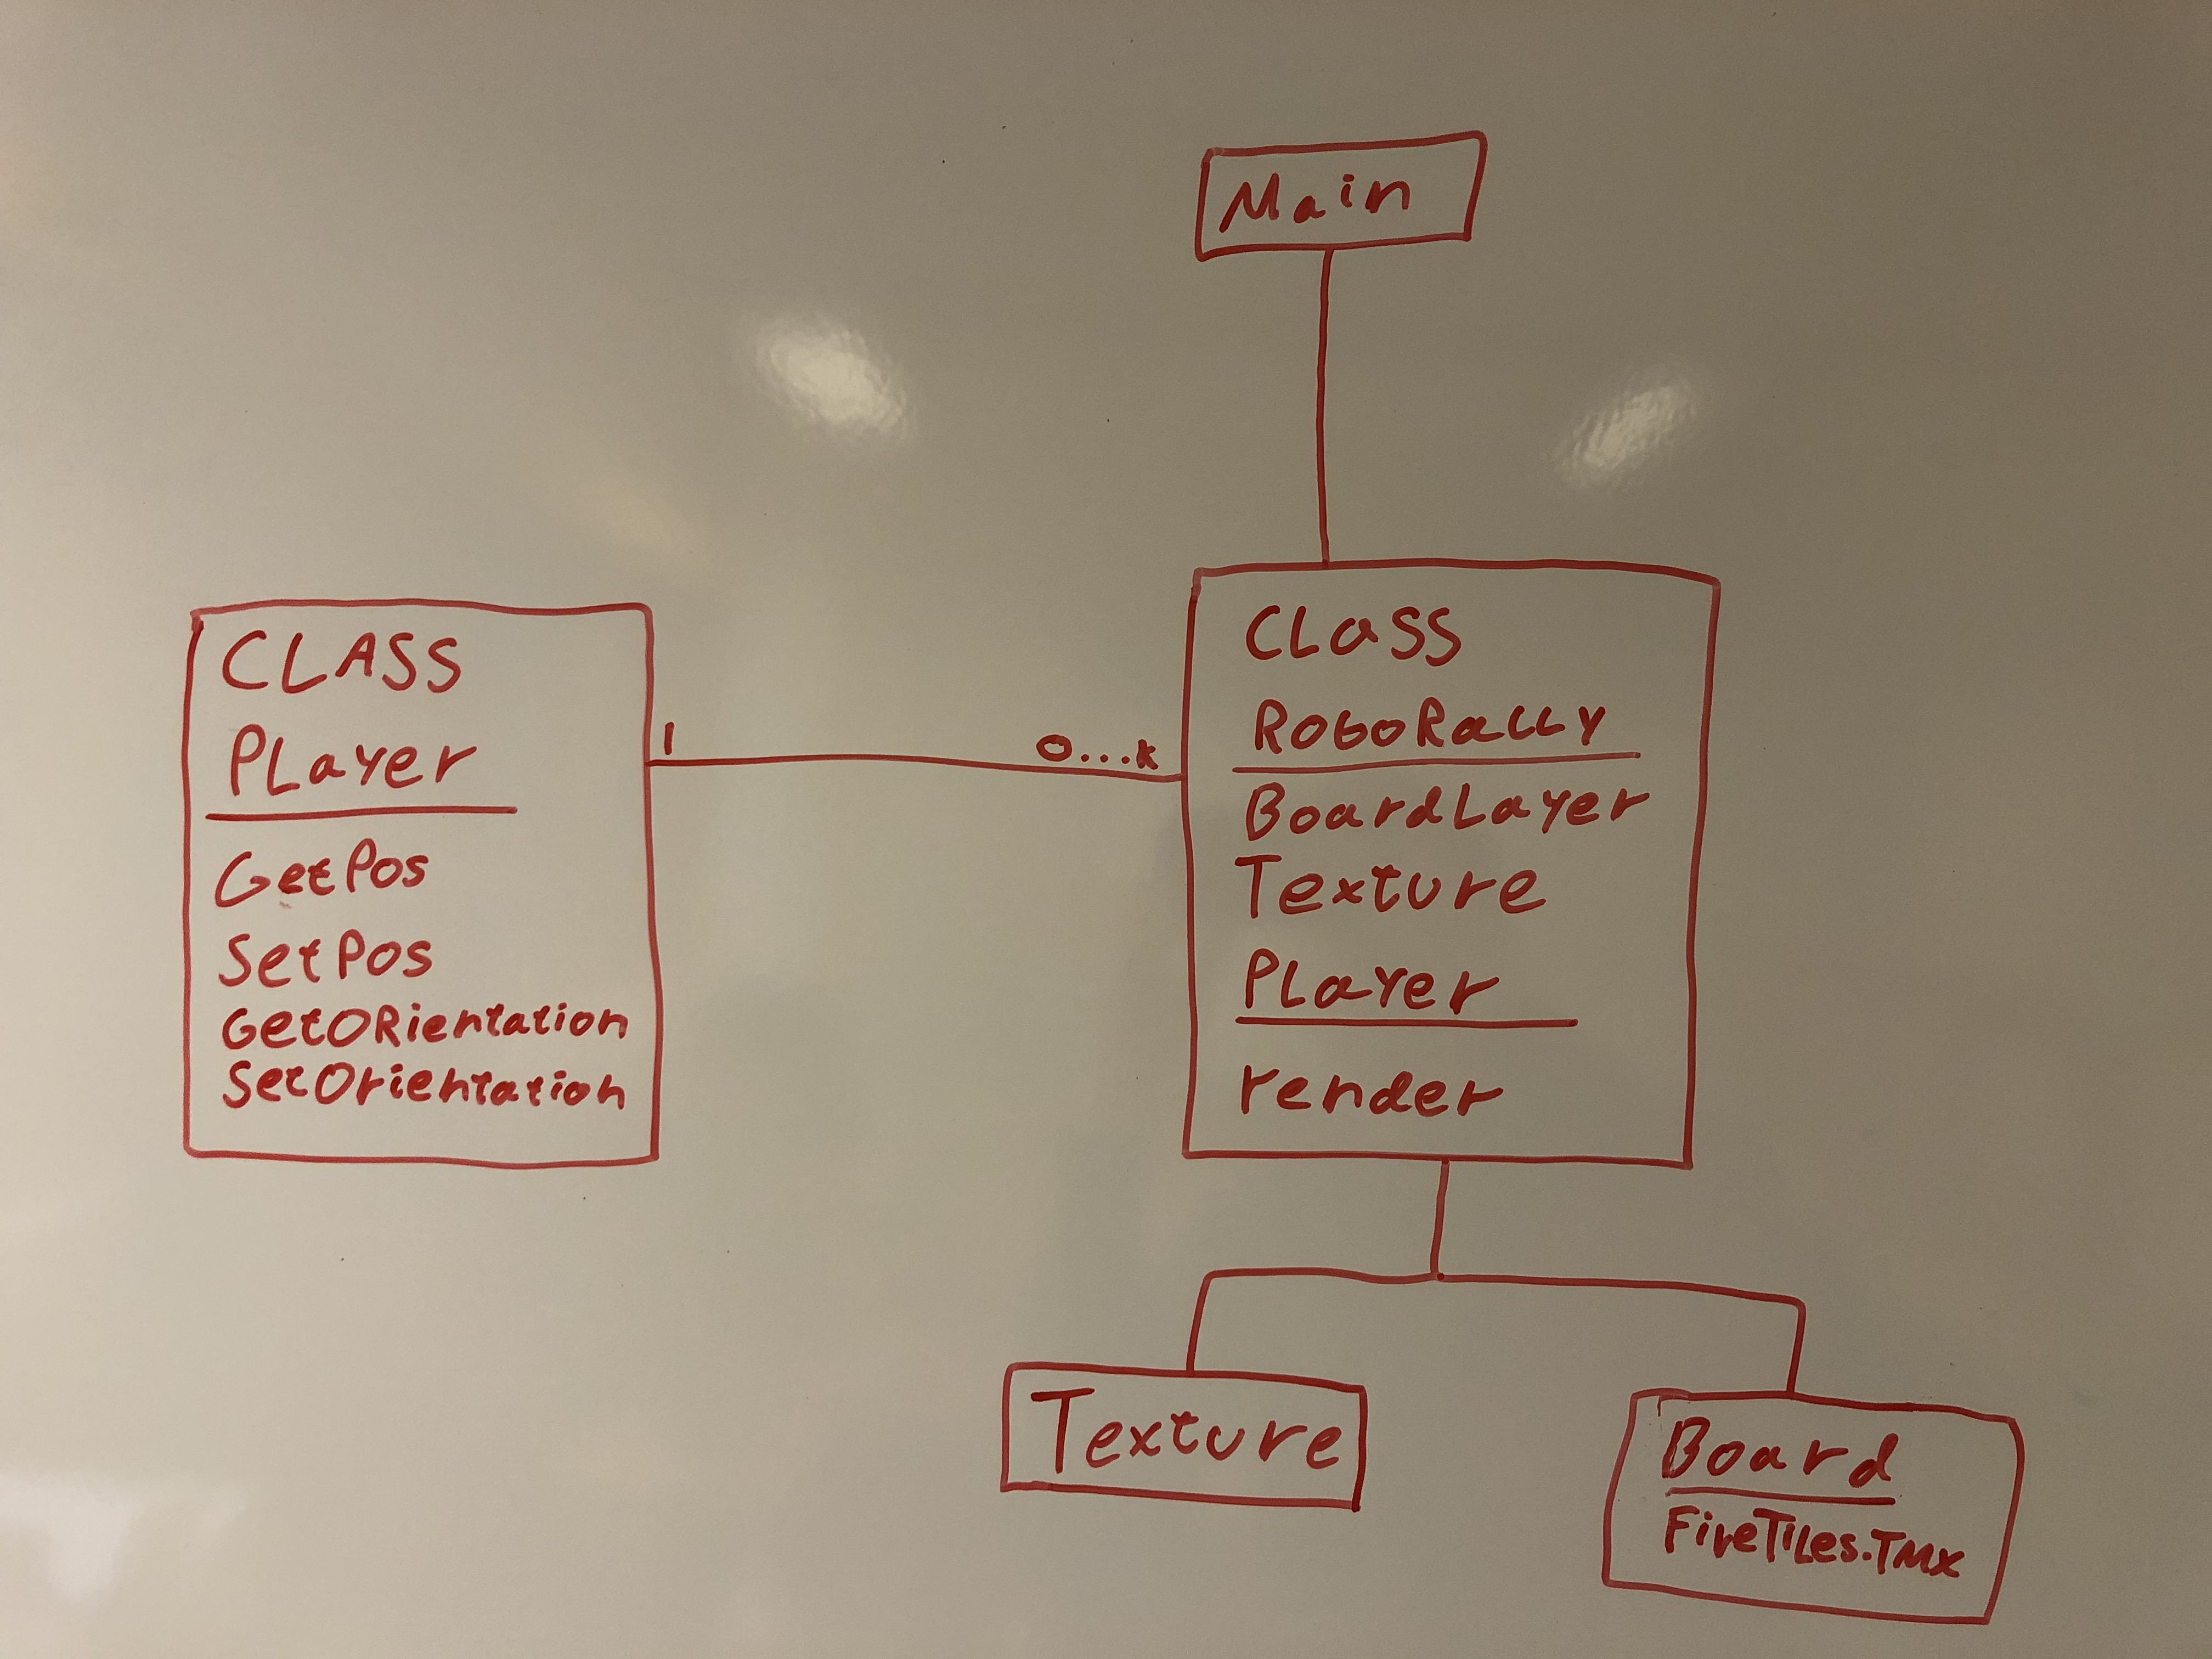 Main
CLASS
PLayer
GetPos
SetPos
GetORientation
SetOrientation
1
0...k
CLaSS
RoboRaLLy
BoardLayer
Texture
PLayer
render
Texture
Board
FiveTiLes.TMX